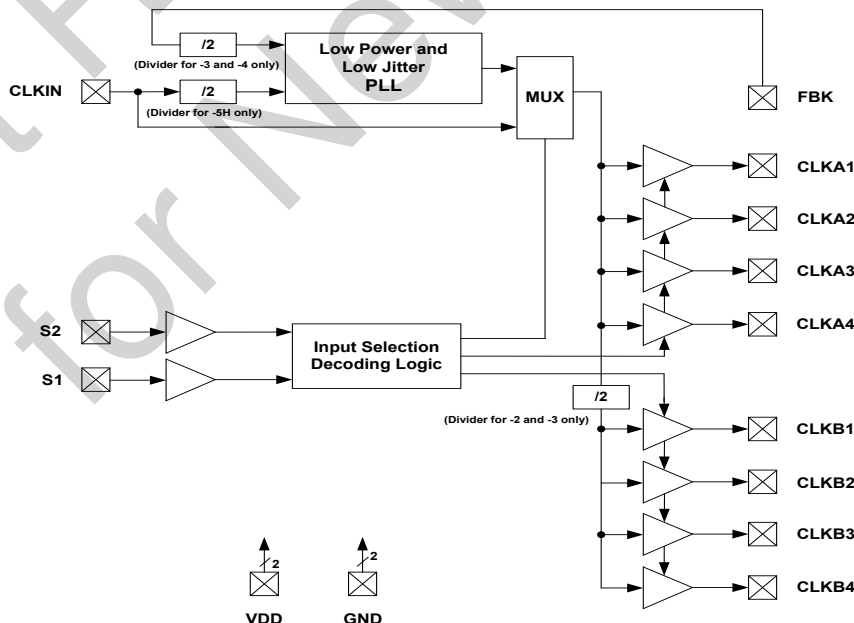 /2
(Divider for -3 and -4 only)
Low Power and
Low Jitter
PLL
CLKIN
/2
(Divider for -5H only)
MUX
FBK
CLKA1
CLKA2
CLKA3
CLKA4
S2
S1
Input Selection
Decoding Logic
/2
(Divider for -2 and -3 only)
CLKB1
CLKB2
CLKB3
CLKB4
2
2
VDD
GND
for New